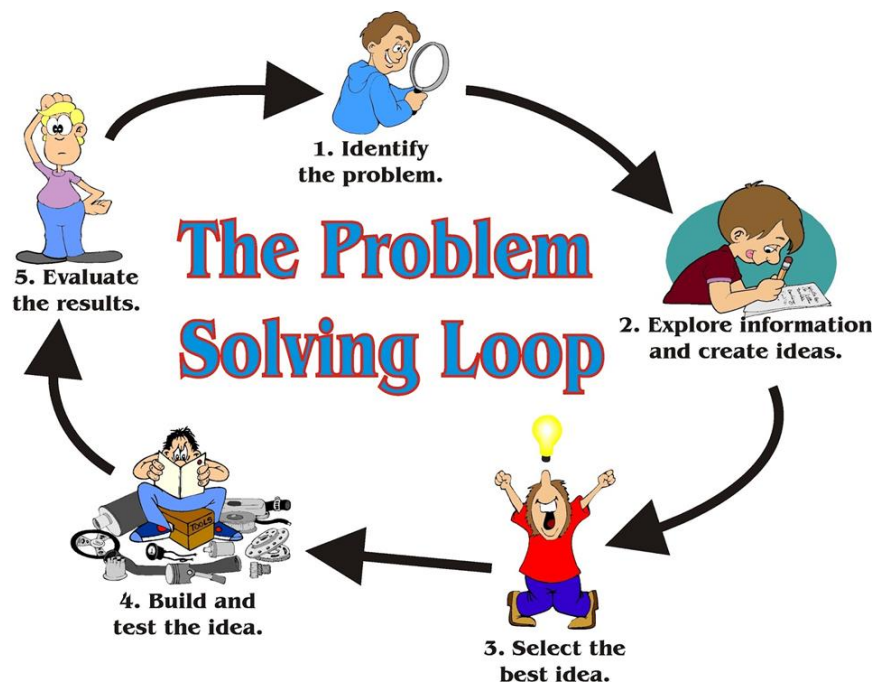 The Problem
Solving Loop
1. Identify
the problem.
2. Explore information
and create ideas.
3. Select the
best idea.
4. Build and
test the idea.
TOOLS
5. Evaluate
the results.